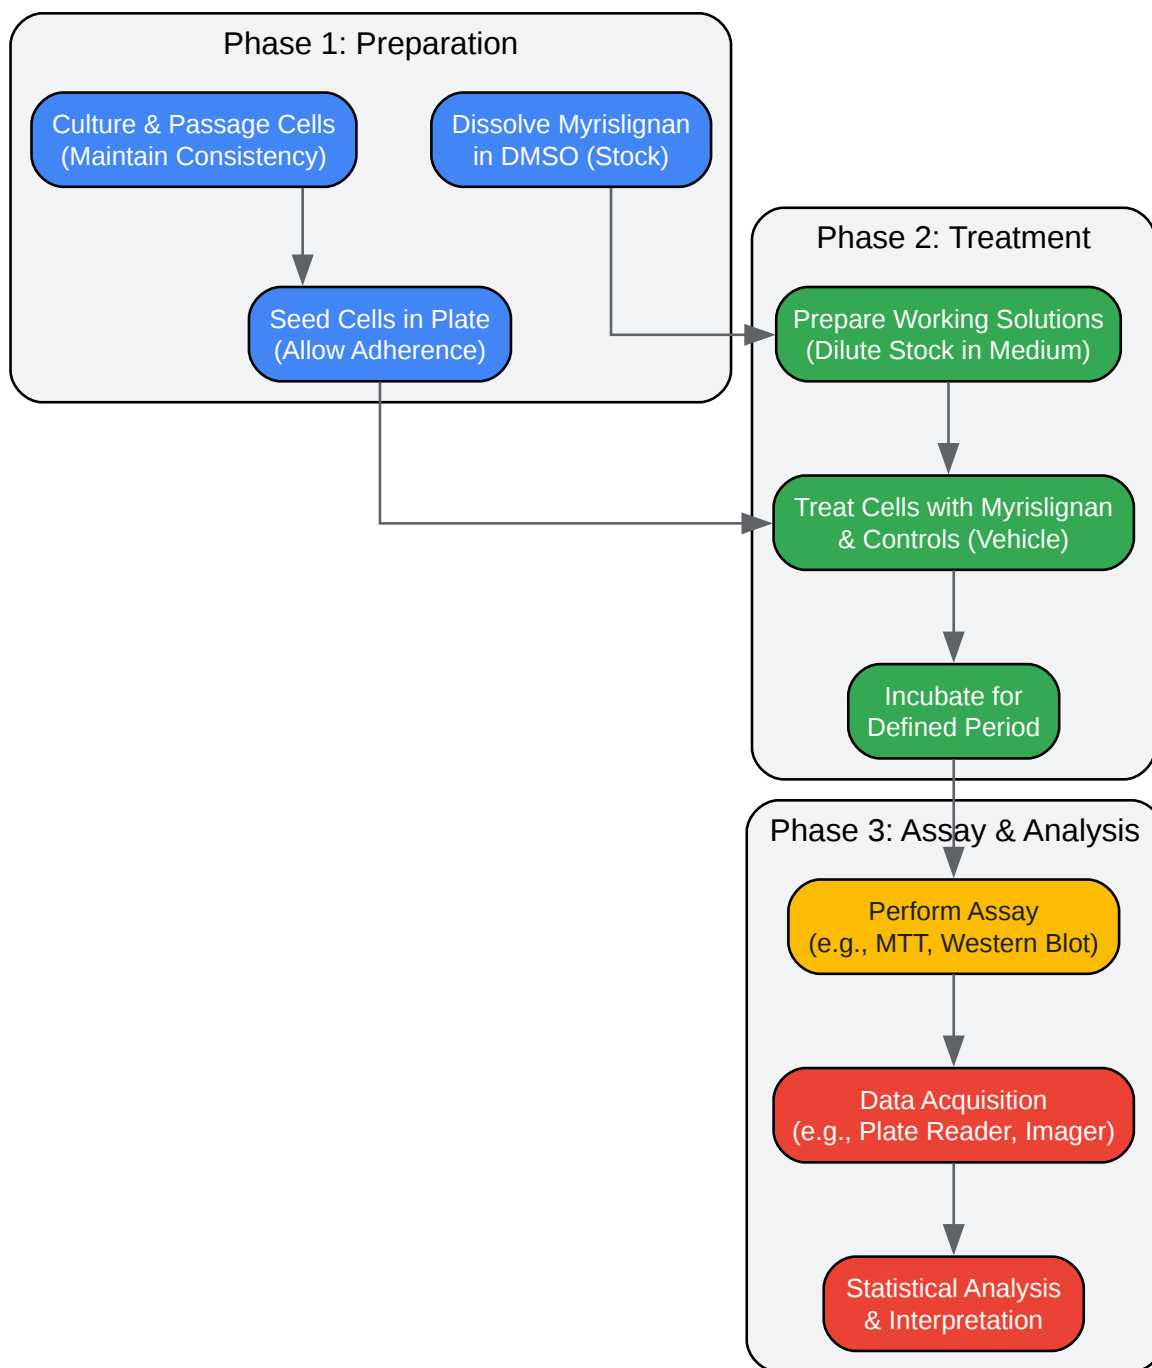 Phase 1: Preparation
Culture & Passage Cells
(Maintain Consistency)
Dissolve Myrislignan
in DMSO (Stock)
Seed Cells in Plate
(Allow Adherence)
Phase 2: Treatment
Prepare Working Solutions
(Dilute Stock in Medium)
Treat Cells with Myrislignan
& Controls (Vehicle)
Incubate for
Defined Period
Phase 3: Assay & Analysis
Perform Assay
(e.g., MTT, Western Blot)
Data Acquisition
(e.g., Plate Reader, Imager)
Statistical Analysis
& Interpretation